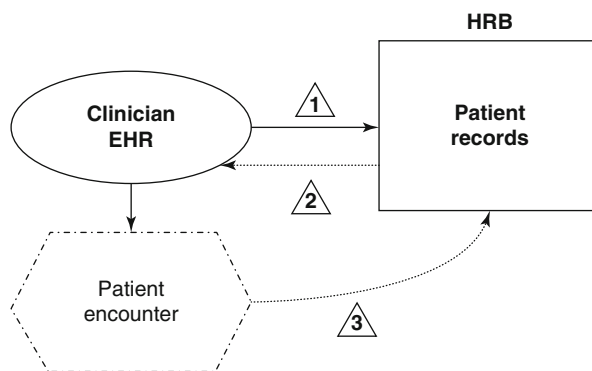 HRB
1
Clinician
EHR
Patient
records
2
Patient
encounter
3